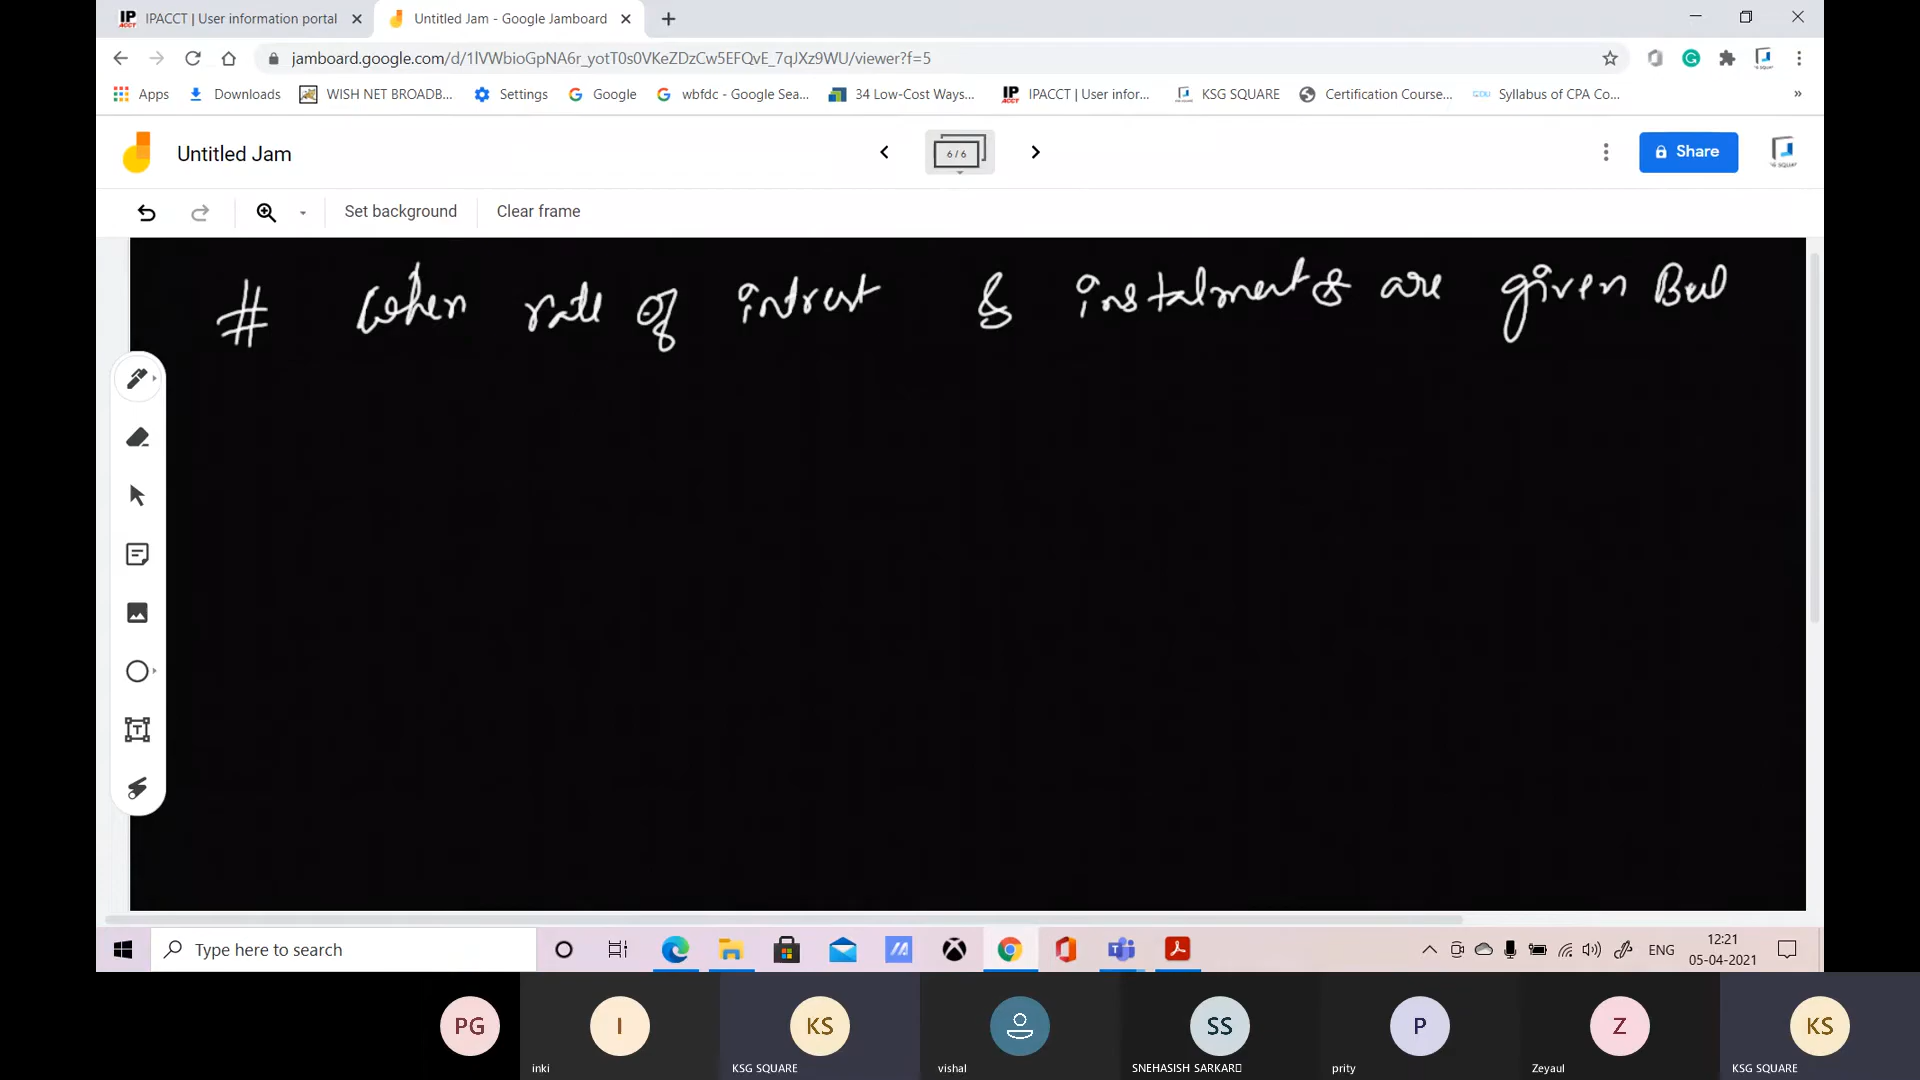 IPACCT | User information portal
Untitled Jam - Google Jamboard
jamboard.google.com/d/1lVWbioGpNA6r_yotT0s0VKeZDzCw5EFQvE_7qJXz9WU/viewer?f=5
Apps Downloads WISH NET BROADB... Settings Google wbfdc - Google Sea... 34 Low-Cost Ways... IPACCT | User infor... KSG SQUARE Certification Course... Syllabus of CPA Co... »
Untitled Jam
6 / 6
Share
Set background Clear frame
# When rate of intrest & instalments are given But
Type here to search
ENG
12:21
05-04-2021
PG I KS SS P Z KS
inki KSG SQUARE vishal SNEHASISH SARKAR prity Zeyaul KSG SQUARE